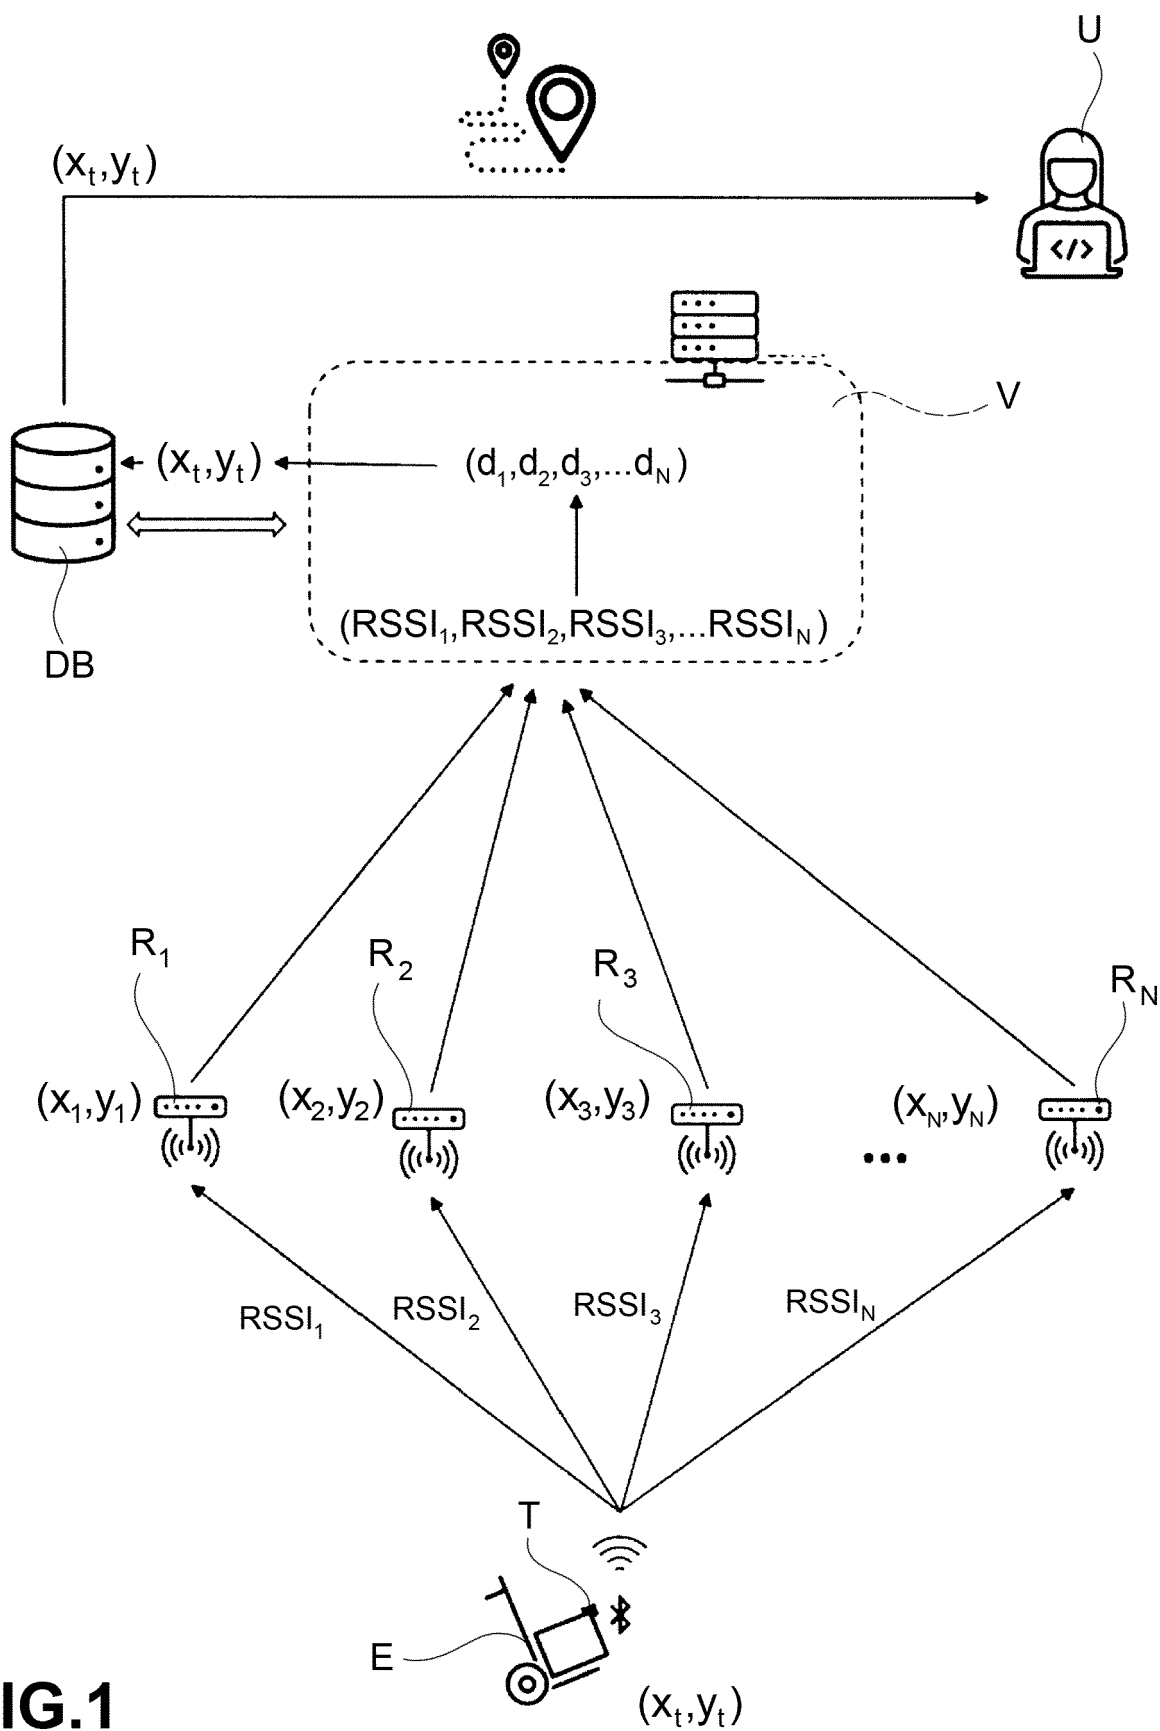 U
(xt,yt)
</>
V
(xt,yt)
(d1,d2,d3,...dN)
(RSSI1,RSSI2,RSSI3,...RSSIN)
DB
R1
R2
R3
RN
(x1,y1)
(x2,y2)
(x3,y3)
...
(xN,yN)
RSSI1
RSSI2
RSSI3
RSSIN
T
E
(xt,yt)
IG.1